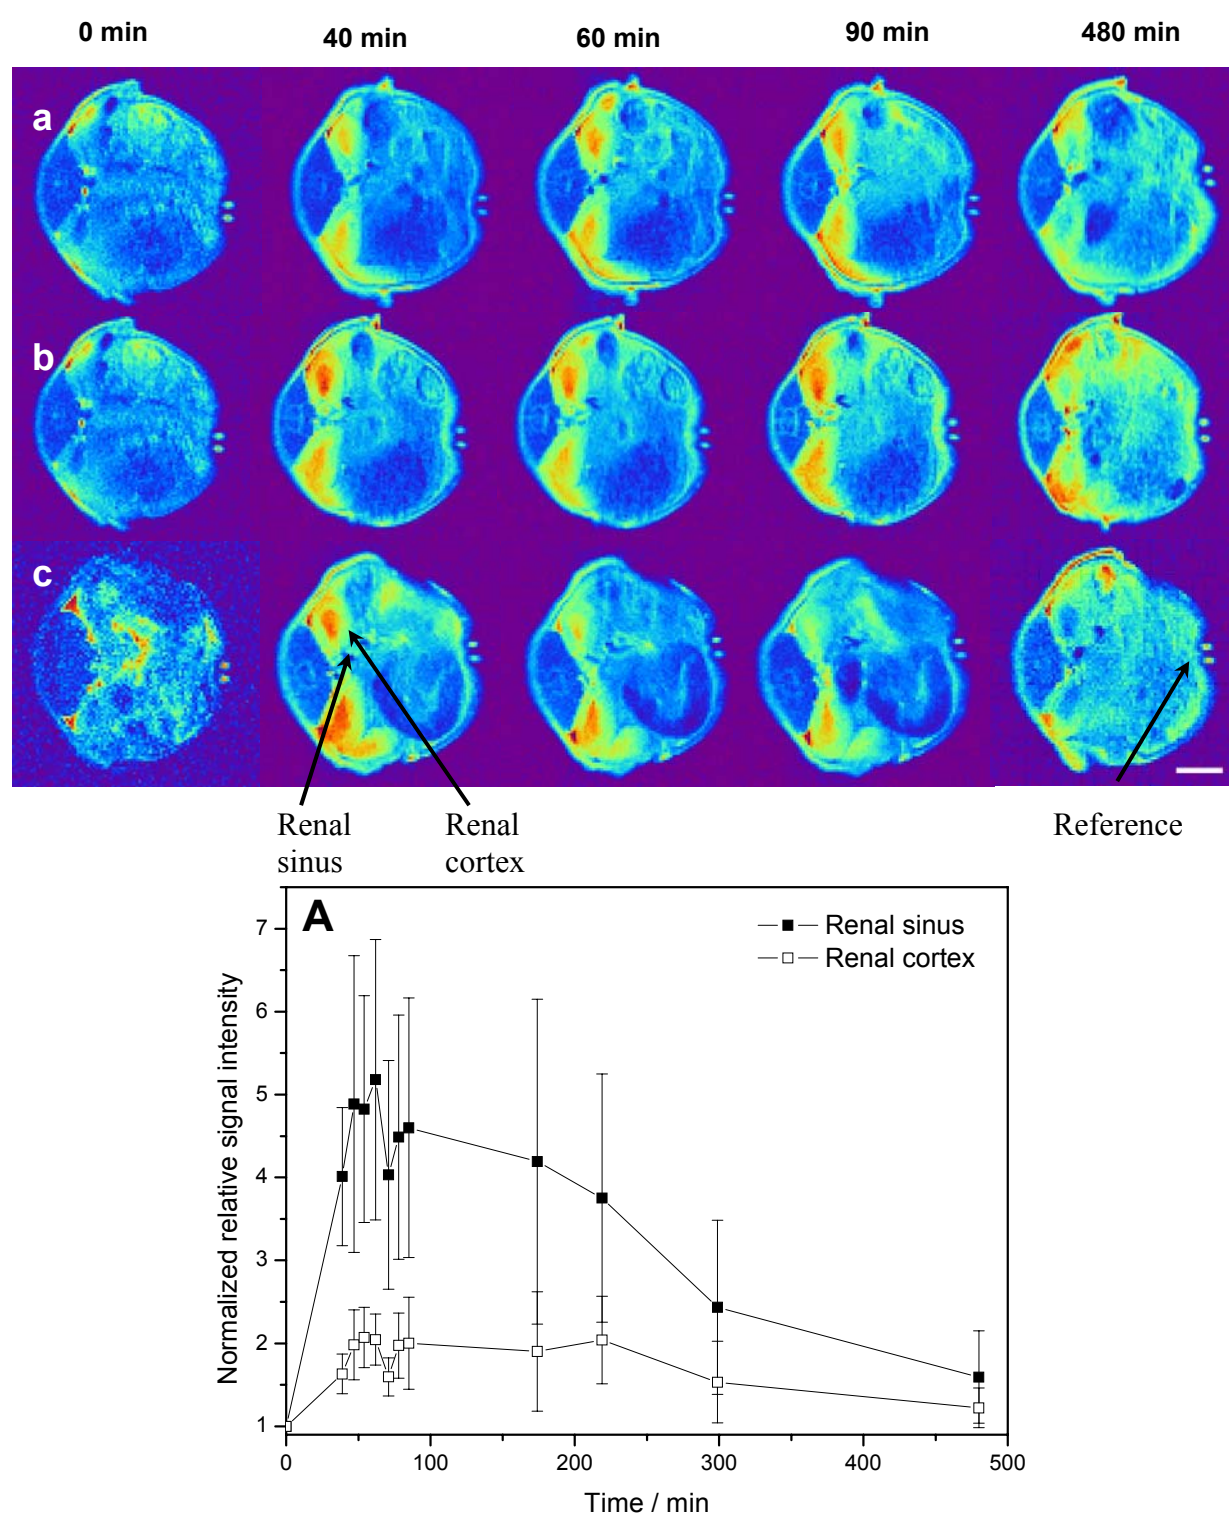 0 min 40 min 60 min 90 min 480 min
a
b
c
Renal sinus
Renal cortex
Reference
A
Renal sinus
Renal cortex
Normalized relative signal intensity
7
6
5
4
3
2
1
0 100 200 300 400 500
Time / min